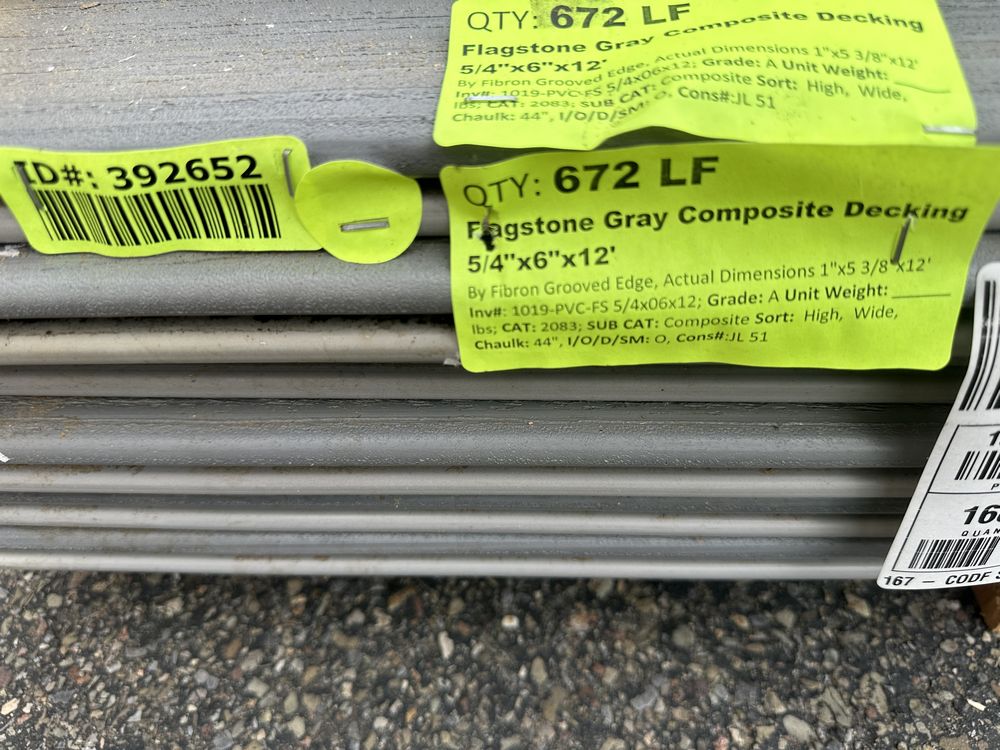 QTY: 672 LF
Flagstone Gray Composite Decking
5/4"x6"x12'
By Fibron Grooved Edge, Actual Dimensions 1"x5 3/8"x12'
Inv#: 1019-PVC-FS 5/4x06x12; Grade: A Unit Weight: ______
lbs; CAT: 2083; SUB CAT: Composite Sort: High, Wide,
Chaulk: 44", I/O/D/SM: O, Cons#:JL 51
ID#: 392652
QTY: 672 LF
Flagstone Gray Composite Decking
5/4"x6"x12'
By Fibron Grooved Edge, Actual Dimensions 1"x5 3/8"x12'
Inv#: 1019-PVC-FS 5/4x06x12; Grade: A Unit Weight: ______
lbs; CAT: 2083; SUB CAT: Composite Sort: High, Wide,
Chaulk: 44", I/O/D/SM: O, Cons#:JL 51
167 – CODE